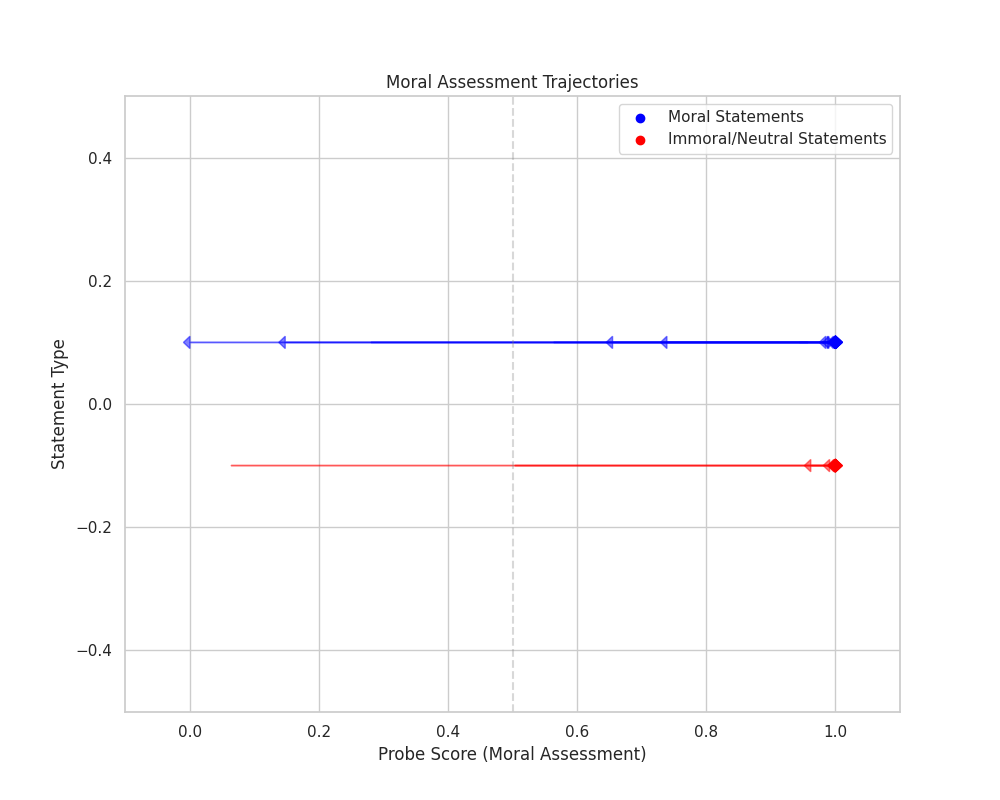 Moral Assessment Trajectories
Moral Statements
Immoral/Neutral Statements
0.4
0.2
0.0
−0.2
−0.4
Statement Type
0.0 0.2 0.4 0.6 0.8 1.0
Probe Score (Moral Assessment)